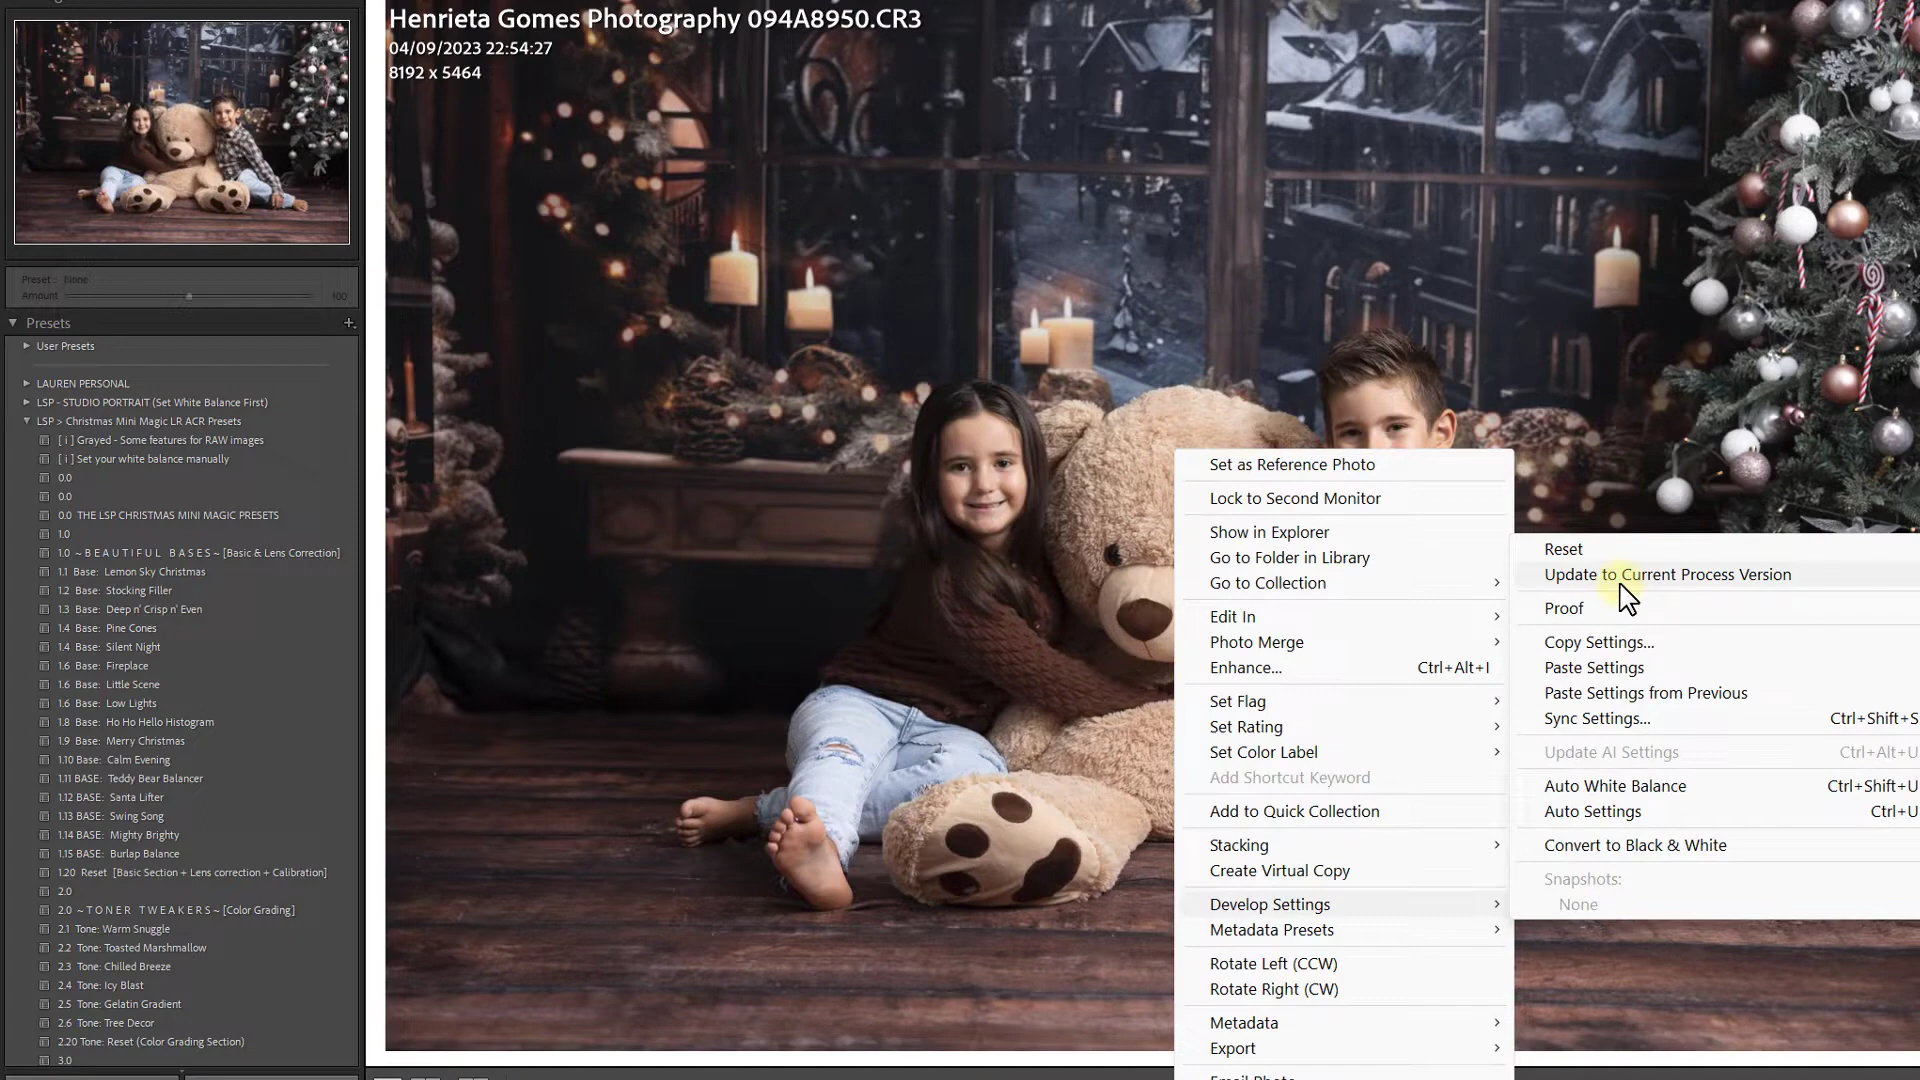 Henrieta Gomes Photography 094A8950.CR3
04/09/2023 22:54:27
8192 x 5464
Preset : None
Amount 100
Presets
User Presets
LAUREN PERSONAL
LSP - STUDIO PORTRAIT (Set White Balance First)
LSP > Christmas Mini Magic LR ACR Presets
[ i ] Grayed - Some features for RAW images
[ i ] Set your white balance manually
0.0
0.0
0.0 THE LSP CHRISTMAS MINI MAGIC PRESETS
1.0
1.0 ~ B E A U T I F U L B A S E S ~ [Basic & Lens Correction]
1.1 Base: Lemon Sky Christmas
1.2 Base: Stocking Filler
1.3 Base: Deep n' Crisp n' Even
1.4 Base: Pine Cones
1.4 Base: Silent Night
1.6 Base: Fireplace
1.6 Base: Little Scene
1.6 Base: Low Lights
1.8 Base: Ho Ho Hello Histogram
1.9 Base: Merry Christmas
1.10 Base: Calm Evening
1.11 BASE: Teddy Bear Balancer
1.12 BASE: Santa Lifter
1.13 BASE: Swing Song
1.14 BASE: Mighty Brighty
1.15 BASE: Burlap Balance
1.20 Reset [Basic Section + Lens correction + Calibration]
2.0
2.0 ~ T O N E R T W E A K E R S ~ [Color Grading]
2.1 Tone: Warm Snuggle
2.2 Tone: Toasted Marshmallow
2.3 Tone: Chilled Breeze
2.4 Tone: Icy Blast
2.5 Tone: Gelatin Gradient
2.6 Tone: Tree Decor
2.20 Tone: Reset (Color Grading Section)
3.0
Set as Reference Photo
Lock to Second Monitor
Show in Explorer
Go to Folder in Library
Go to Collection
Edit In
Photo Merge
Enhance... Ctrl+Alt+I
Set Flag
Set Rating
Set Color Label
Add Shortcut Keyword
Add to Quick Collection
Stacking
Create Virtual Copy
Develop Settings
Metadata Presets
Rotate Left (CCW)
Rotate Right (CW)
Metadata
Export
Email Photo
Reset
Update to Current Process Version
Proof
Copy Settings...
Paste Settings
Paste Settings from Previous
Sync Settings... Ctrl+Shift+S
Update AI Settings Ctrl+Alt+U
Auto White Balance Ctrl+Shift+U
Auto Settings Ctrl+U
Convert to Black & White
Snapshots:
None